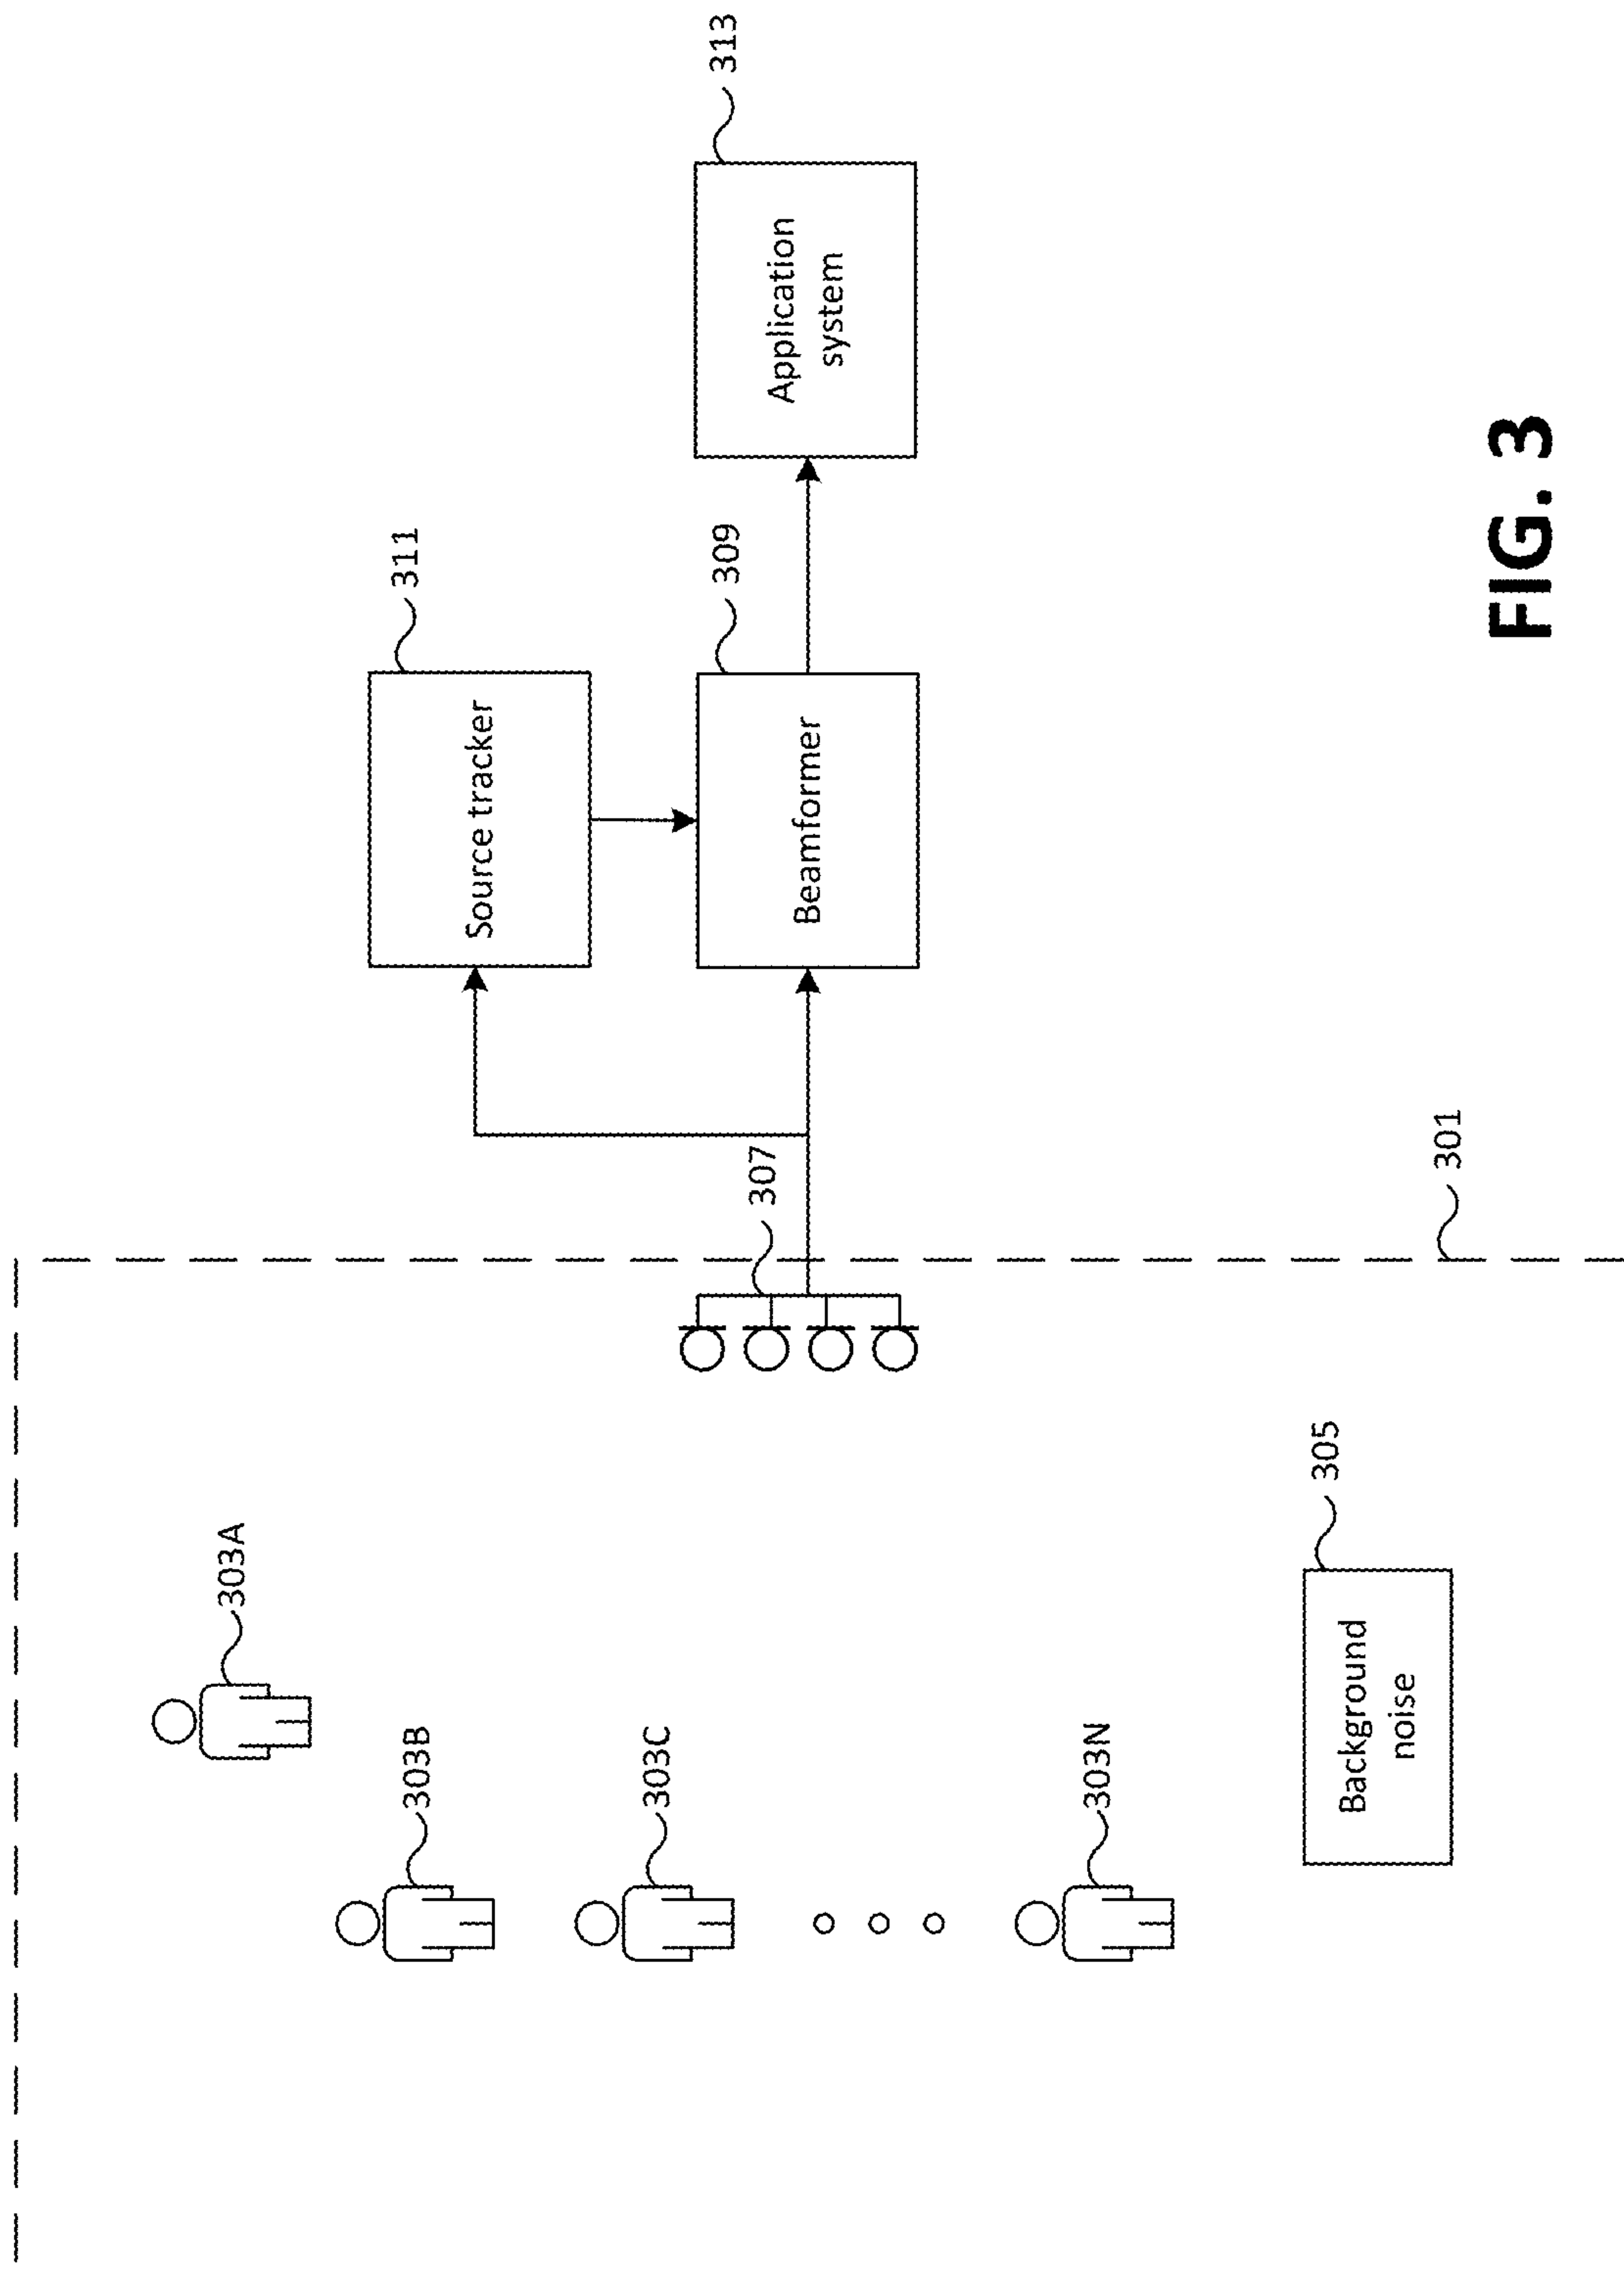 303A
303B
303C
303N
Background
noise
305
307
301
Source tracker
311
Beamformer
309
Application
system
313
FIG. 3